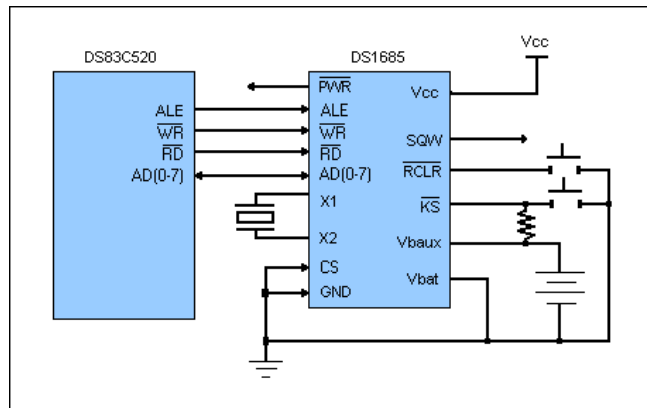 Vcc
DS83C520
DS1685
PWR
ALE
WR
RD
AD(0-7)
ALE
WR
RD
AD(0-7)
X1
X2
CS
GND
Vcc
SQW
RCLR
KS
Vbaux
Vbat